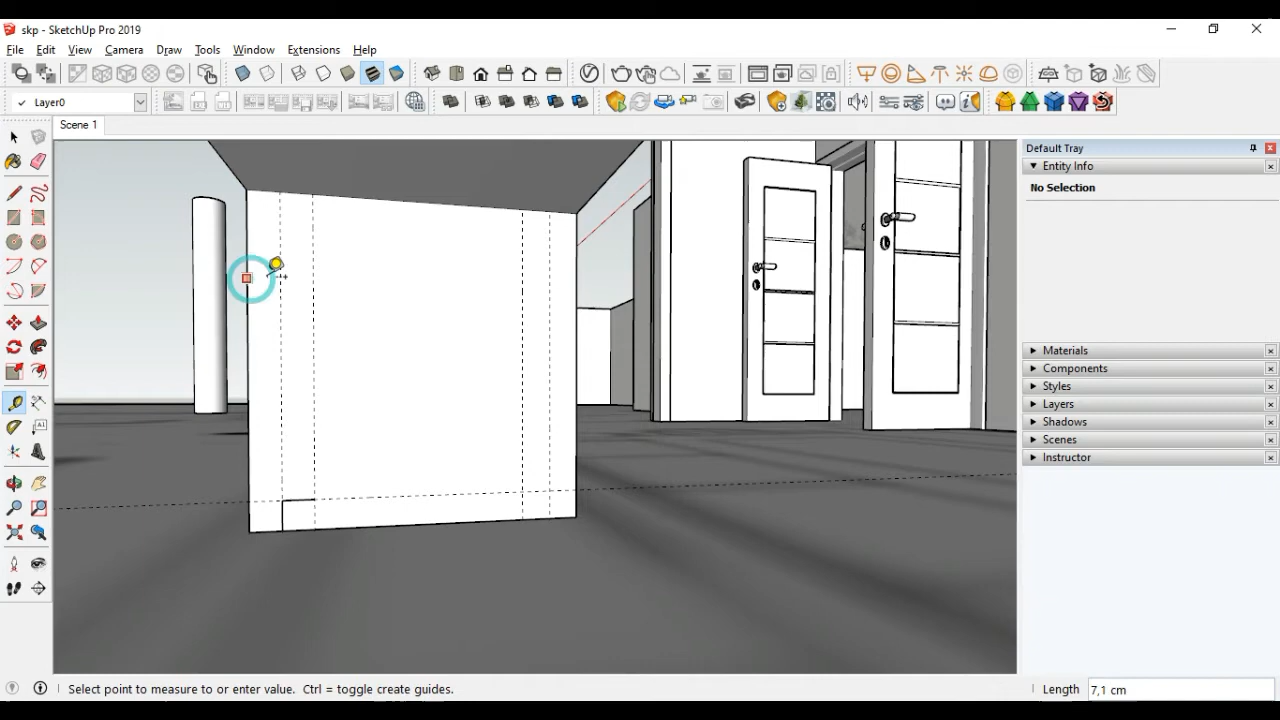 skp - SketchUp Pro 2019
File Edit View Camera Draw Tools Window Extensions Help
Layer0
Scene 1
Default Tray
Entity Info
No Selection
Materials
Components
Styles
Layers
Shadows
Scenes
Instructor
Select point to measure to or enter value. Ctrl = toggle create guides.
Length 7,1 cm